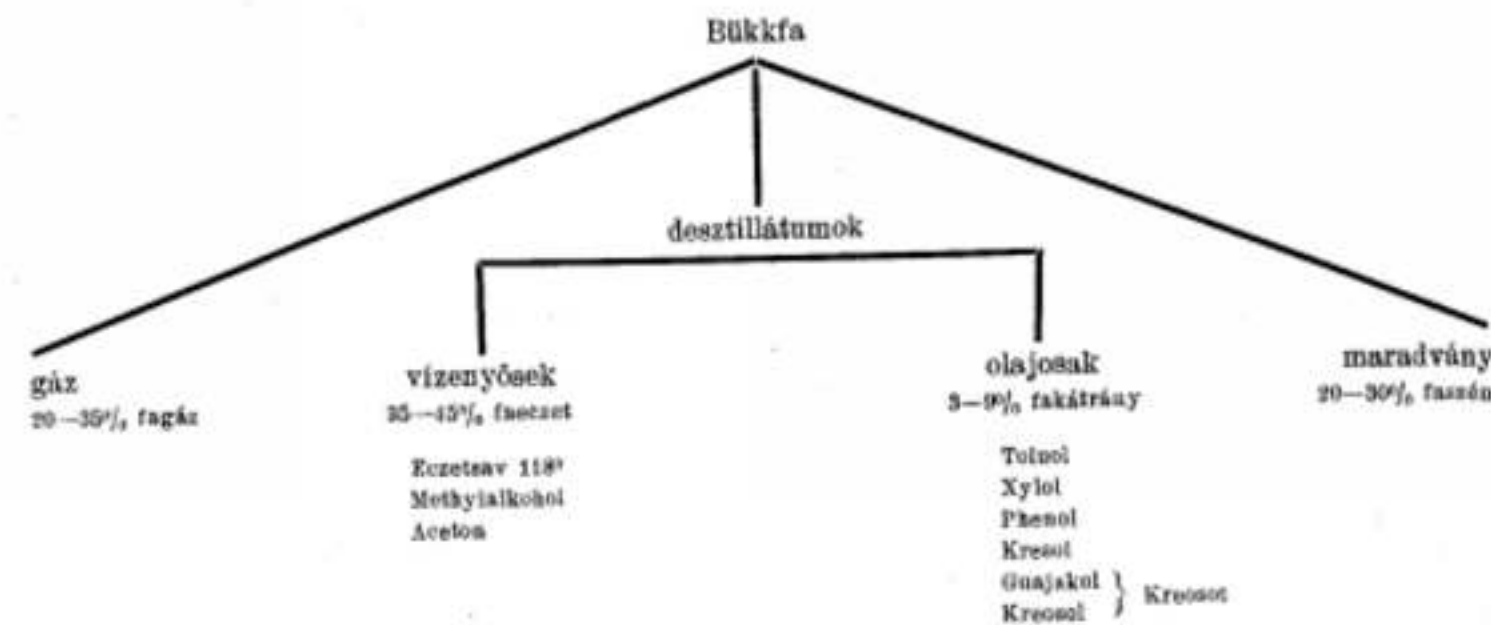 Bükkfa
desztillátumok
gáz
20—35% fagáz
vízenyősek
35—45% faeczet
Eczetsav 118°
Methylalkohol
Aceton
olajosak
3—9% fakátrány
Toluol
Xylol
Phenol
Kresol
Guajakol
Kreosol } Kreosot
maradvány
20—30% faszén